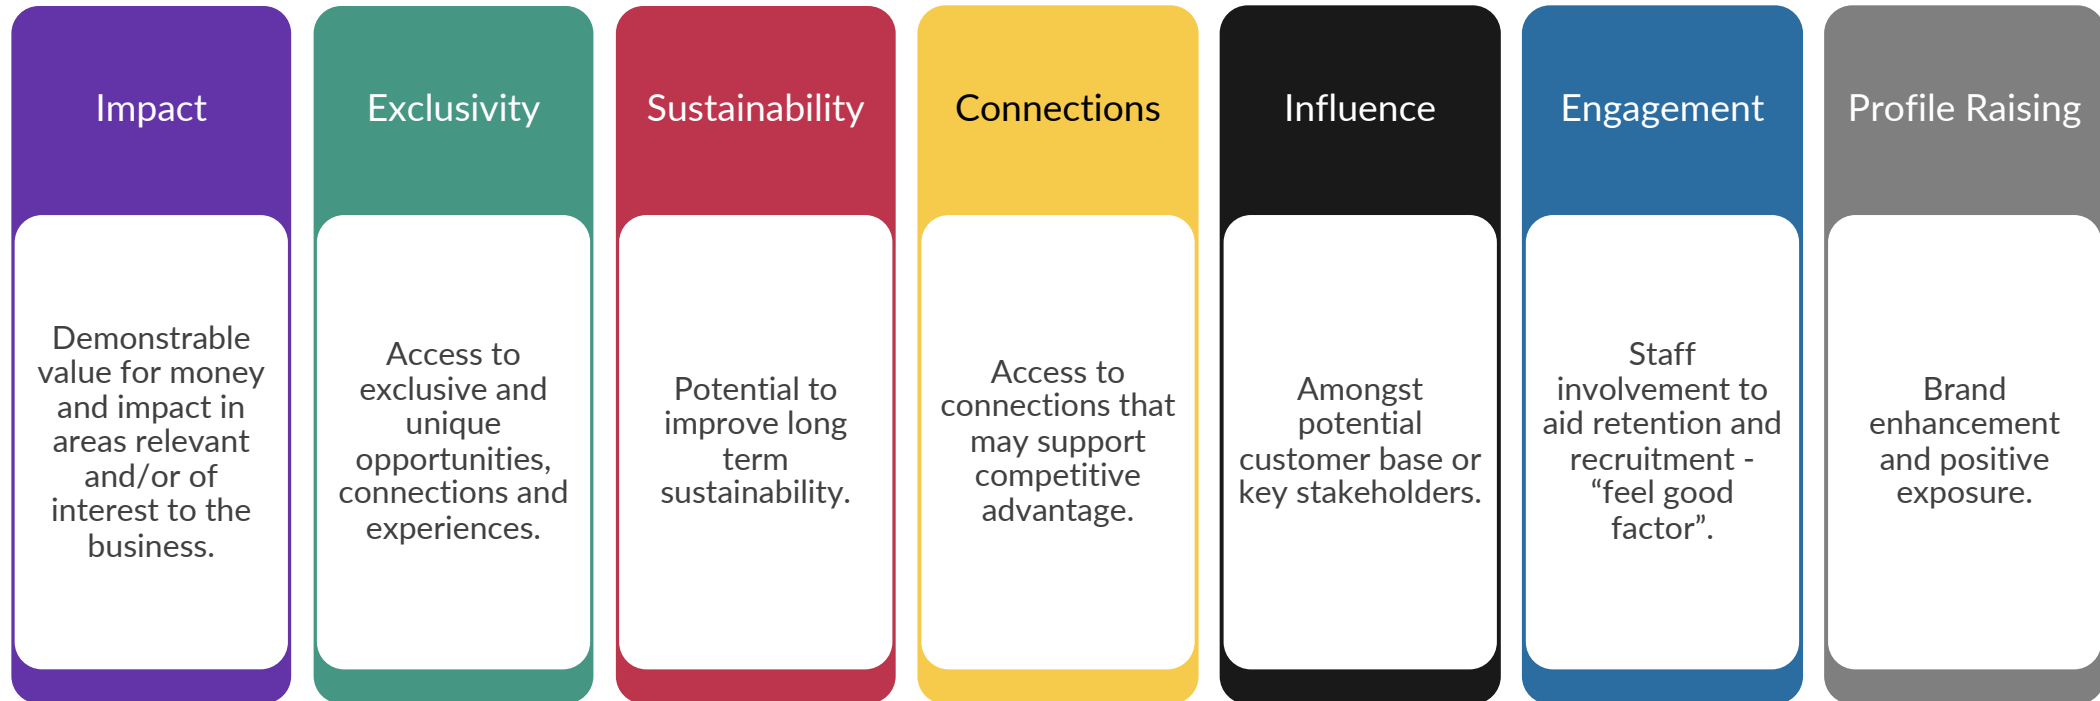 Impact
Demonstrable
value for money
and impact in
areas relevant
and/or of
interest to the
business.
Exclusivity
Access to
exclusive and
unique
opportunities,
connections and
experiences.
Sustainability
Potential to
improve long
term
sustainability.
Connections
Access to
connections that
may support
competitive
advantage.
Influence
Amongst
potential
customer base or
key stakeholders.
Engagement
Staff
involvement to
aid retention and
recruitment -
“feel good
factor”.
Profile Raising
Brand
enhancement
and positive
exposure.